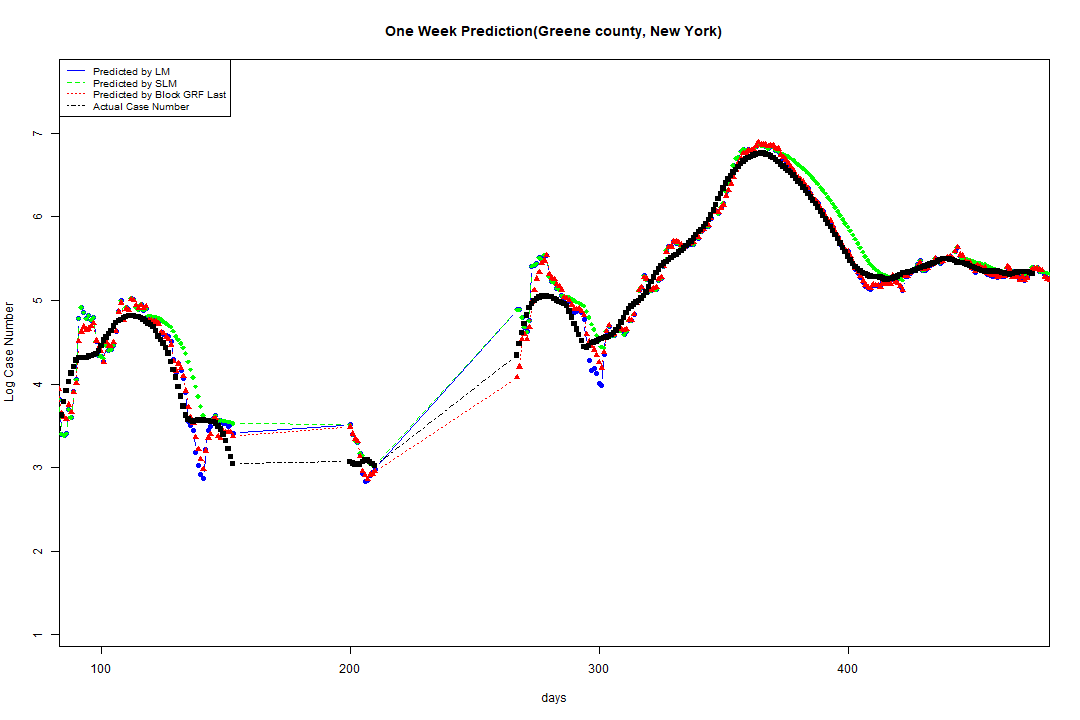 One Week Prediction(Greene county, New York)
Predicted by LM
Predicted by SLM
Predicted by Block GRF Last
Actual Case Number
7
6
5
4
3
2
1
Log Case Number
100 200 300 400
days